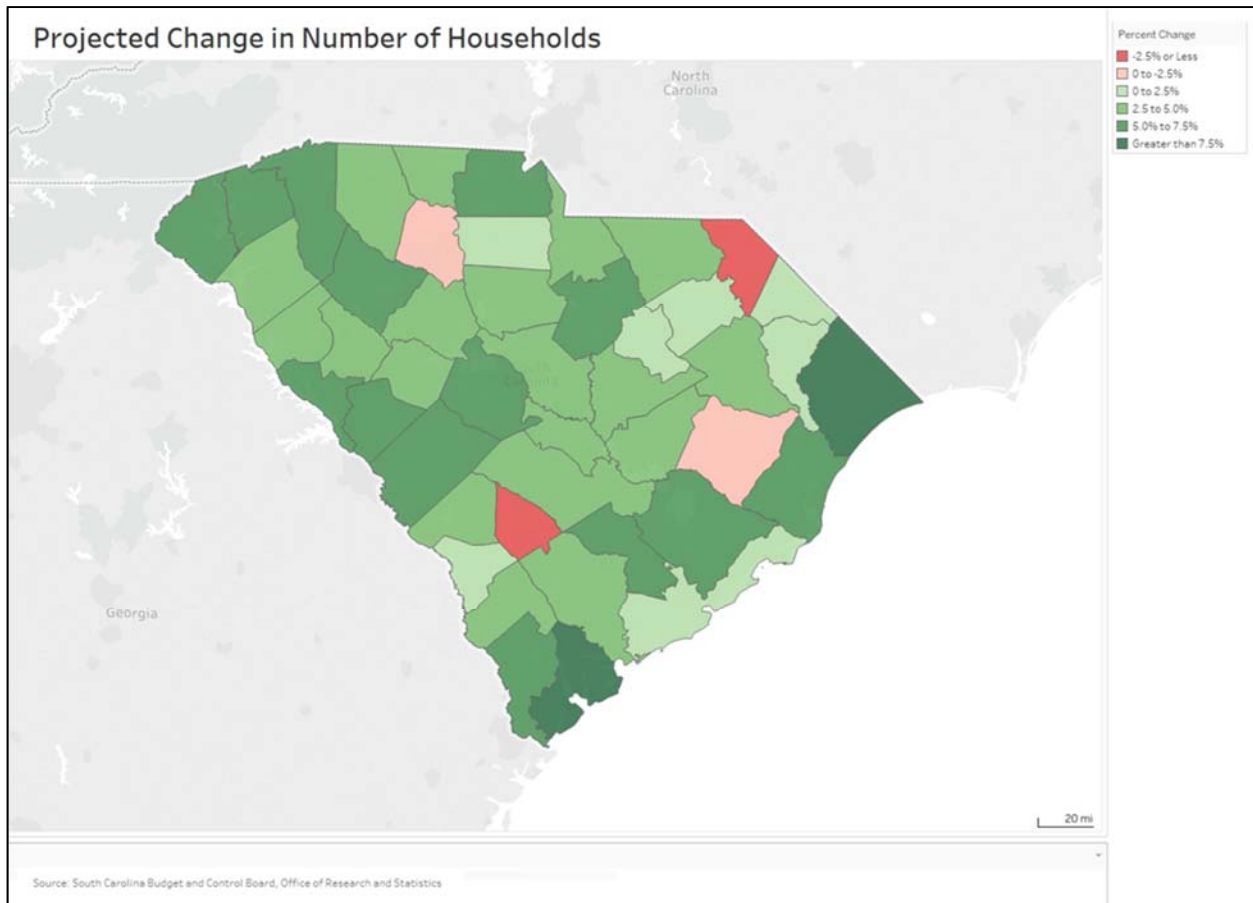 Projected Change in Number of Households
Percent Change
-2.5% or Less
0 to -2.5%
0 to 2.5%
2.5 to 5.0%
5.0% to 7.5%
Greater than 7.5%
North
Carolina
Carolina
Georgia
20 mi
Source: South Carolina Budget and Control Board, Office of Research and Statistics